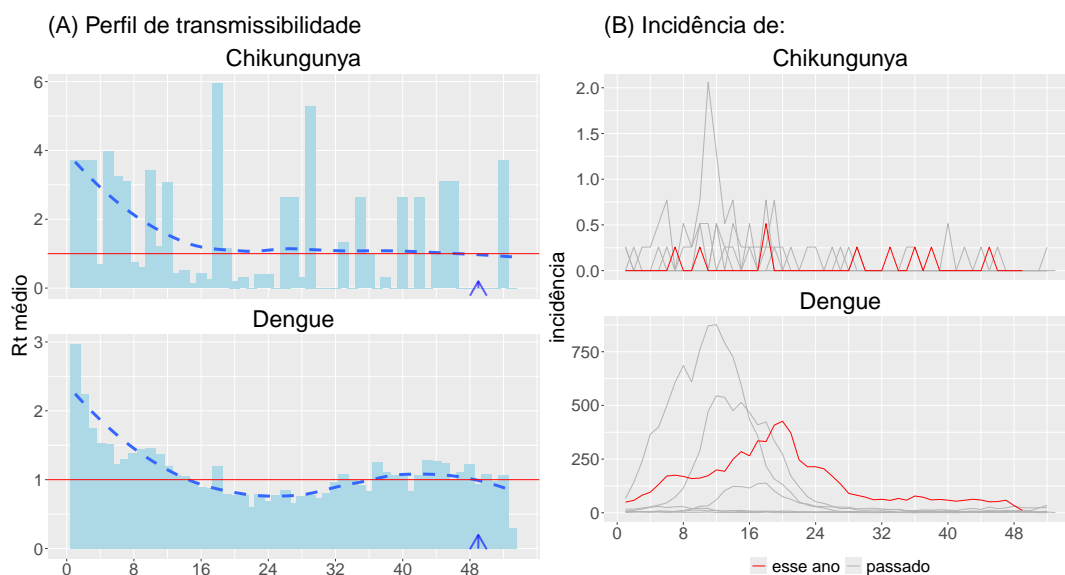 (A) Perfil de transmissibilidade
Chikungunya
6
4
2
0
Dengue
3
2
1
0
0 8 16 24 32 40 48
Rt médio
(B) Incidência de:
Chikungunya
2.0
1.5
1.0
0.5
0.0
Dengue
750
500
250
0
0 8 16 24 32 40 48
incidência
esse ano passado